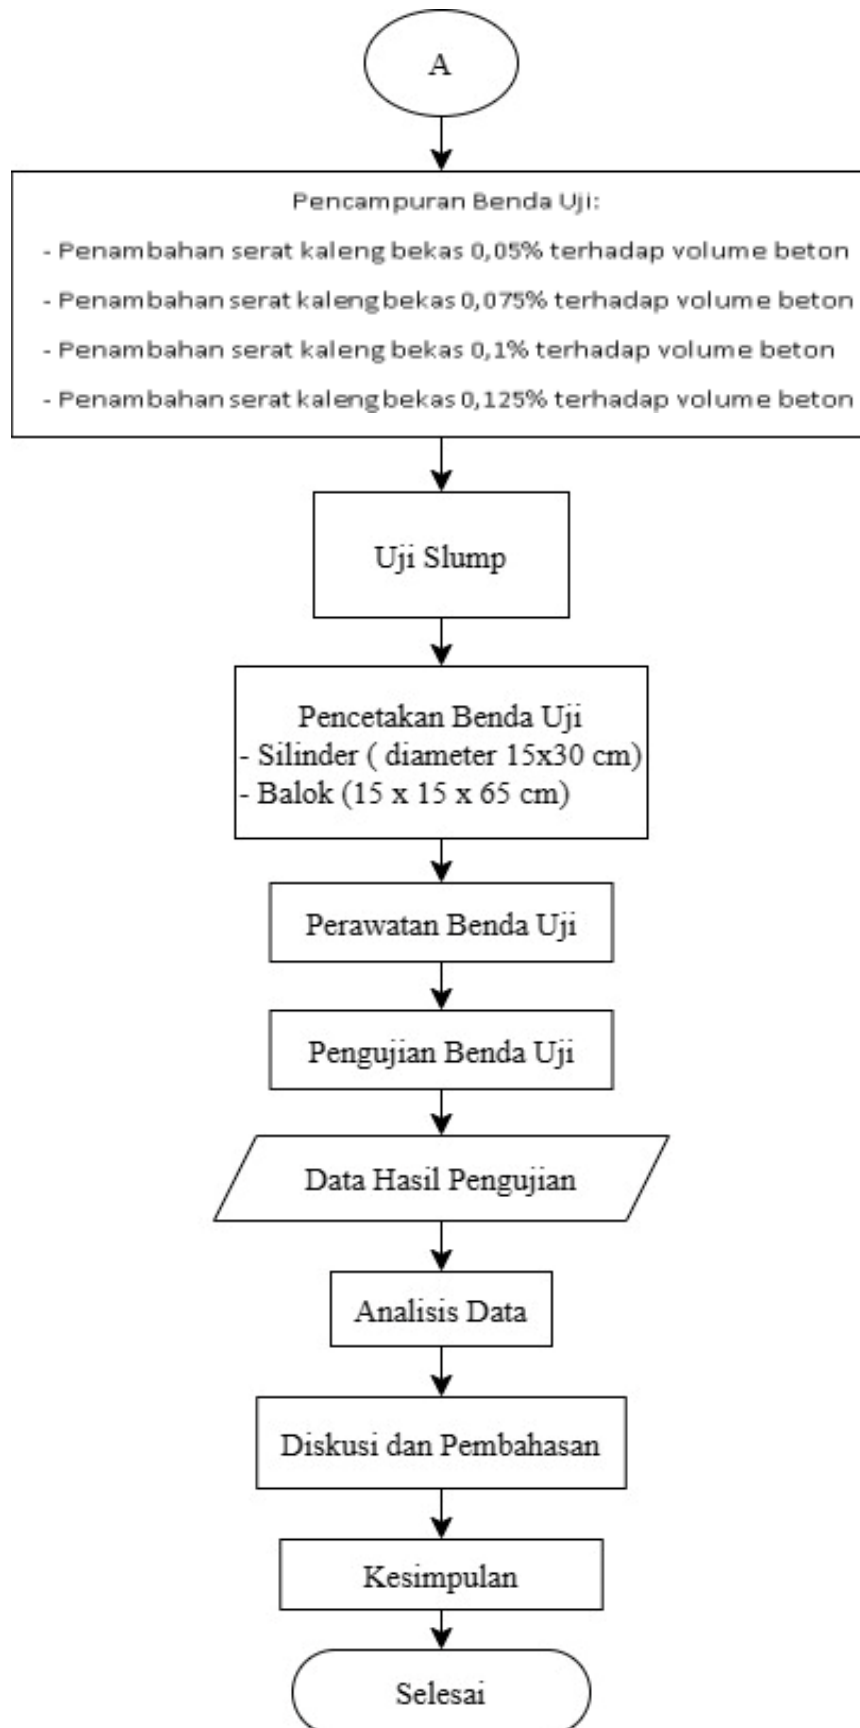 A
Pencampuran Benda Uji:
- Penambahan serat kaleng bekas 0,05% terhadap volume beton
- Penambahan serat kaleng bekas 0,075% terhadap volume beton
- Penambahan serat kaleng bekas 0,1% terhadap volume beton
- Penambahan serat kaleng bekas 0,125% terhadap volume beton
Uji Slump
Pencetakan Benda Uji
- Silinder ( diameter 15x30 cm)
- Balok (15 x 15 x 65 cm)
Perawatan Benda Uji
Pengujian Benda Uji
Data Hasil Pengujian
Analisis Data
Diskusi dan Pembahasan
Kesimpulan
Selesai